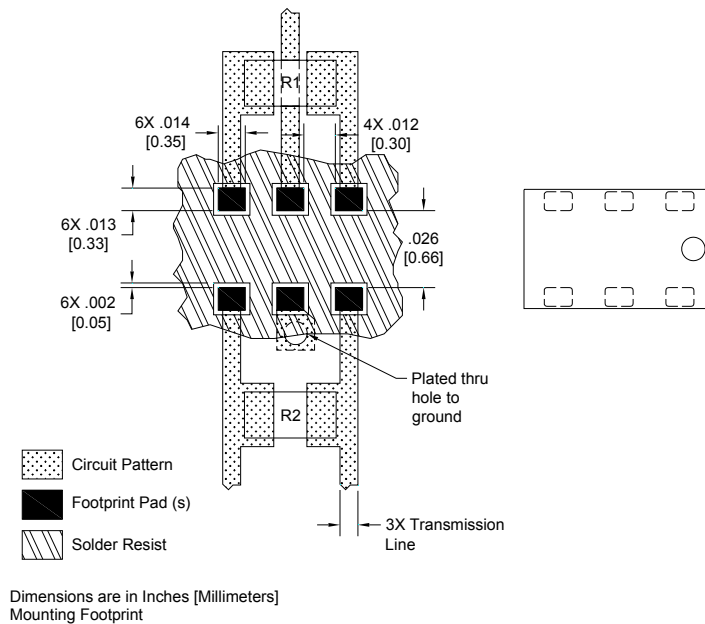 R1
6X .014
[0.35]
4X .012
[0.30]
6X .013
[0.33]
.026
[0.66]
6X .002
[0.05]
Plated thru
hole to
ground
R2
Circuit Pattern
Footprint Pad (s)
Solder Resist
3X Transmission
Line
Dimensions are in Inches [Millimeters]
Mounting Footprint